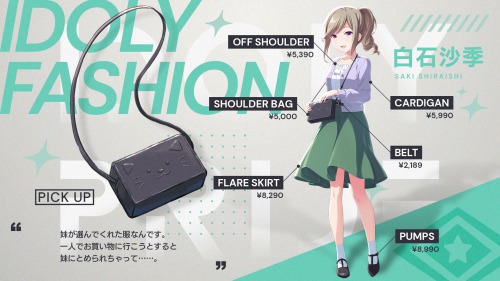 IDOLY
FASHION
OFF SHOULDER
¥5,390
白石沙季
SAKI SHIRAISHI
SHOULDER BAG
¥5,000
CARDIGAN
¥5,990
BELT
¥2,189
FLARE SKIRT
¥8,290
PICK UP
PUMPS
¥8,990
“
妹が選んでくれた服なんです。
一人でお買い物に行こうとすると
妹にとめられちゃって……。
”